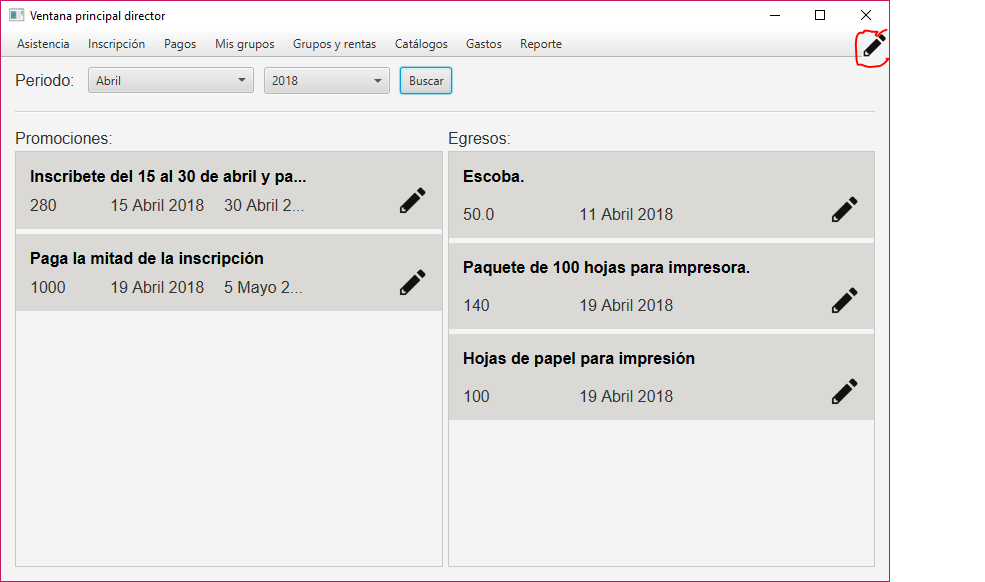 Ventana principal director
Asistencia Inscripción Pagos Mis grupos Grupos y rentas Catálogos Gastos Reporte
Periodo: Abril 2018 Buscar
Promociones:
Inscribete del 15 al 30 de abril y pa...
280 15 Abril 2018 30 Abril 2...
Paga la mitad de la inscripción
1000 19 Abril 2018 5 Mayo 2...
Egresos:
Escoba.
50.0 11 Abril 2018
Paquete de 100 hojas para impresora.
140 19 Abril 2018
Hojas de papel para impresión
100 19 Abril 2018